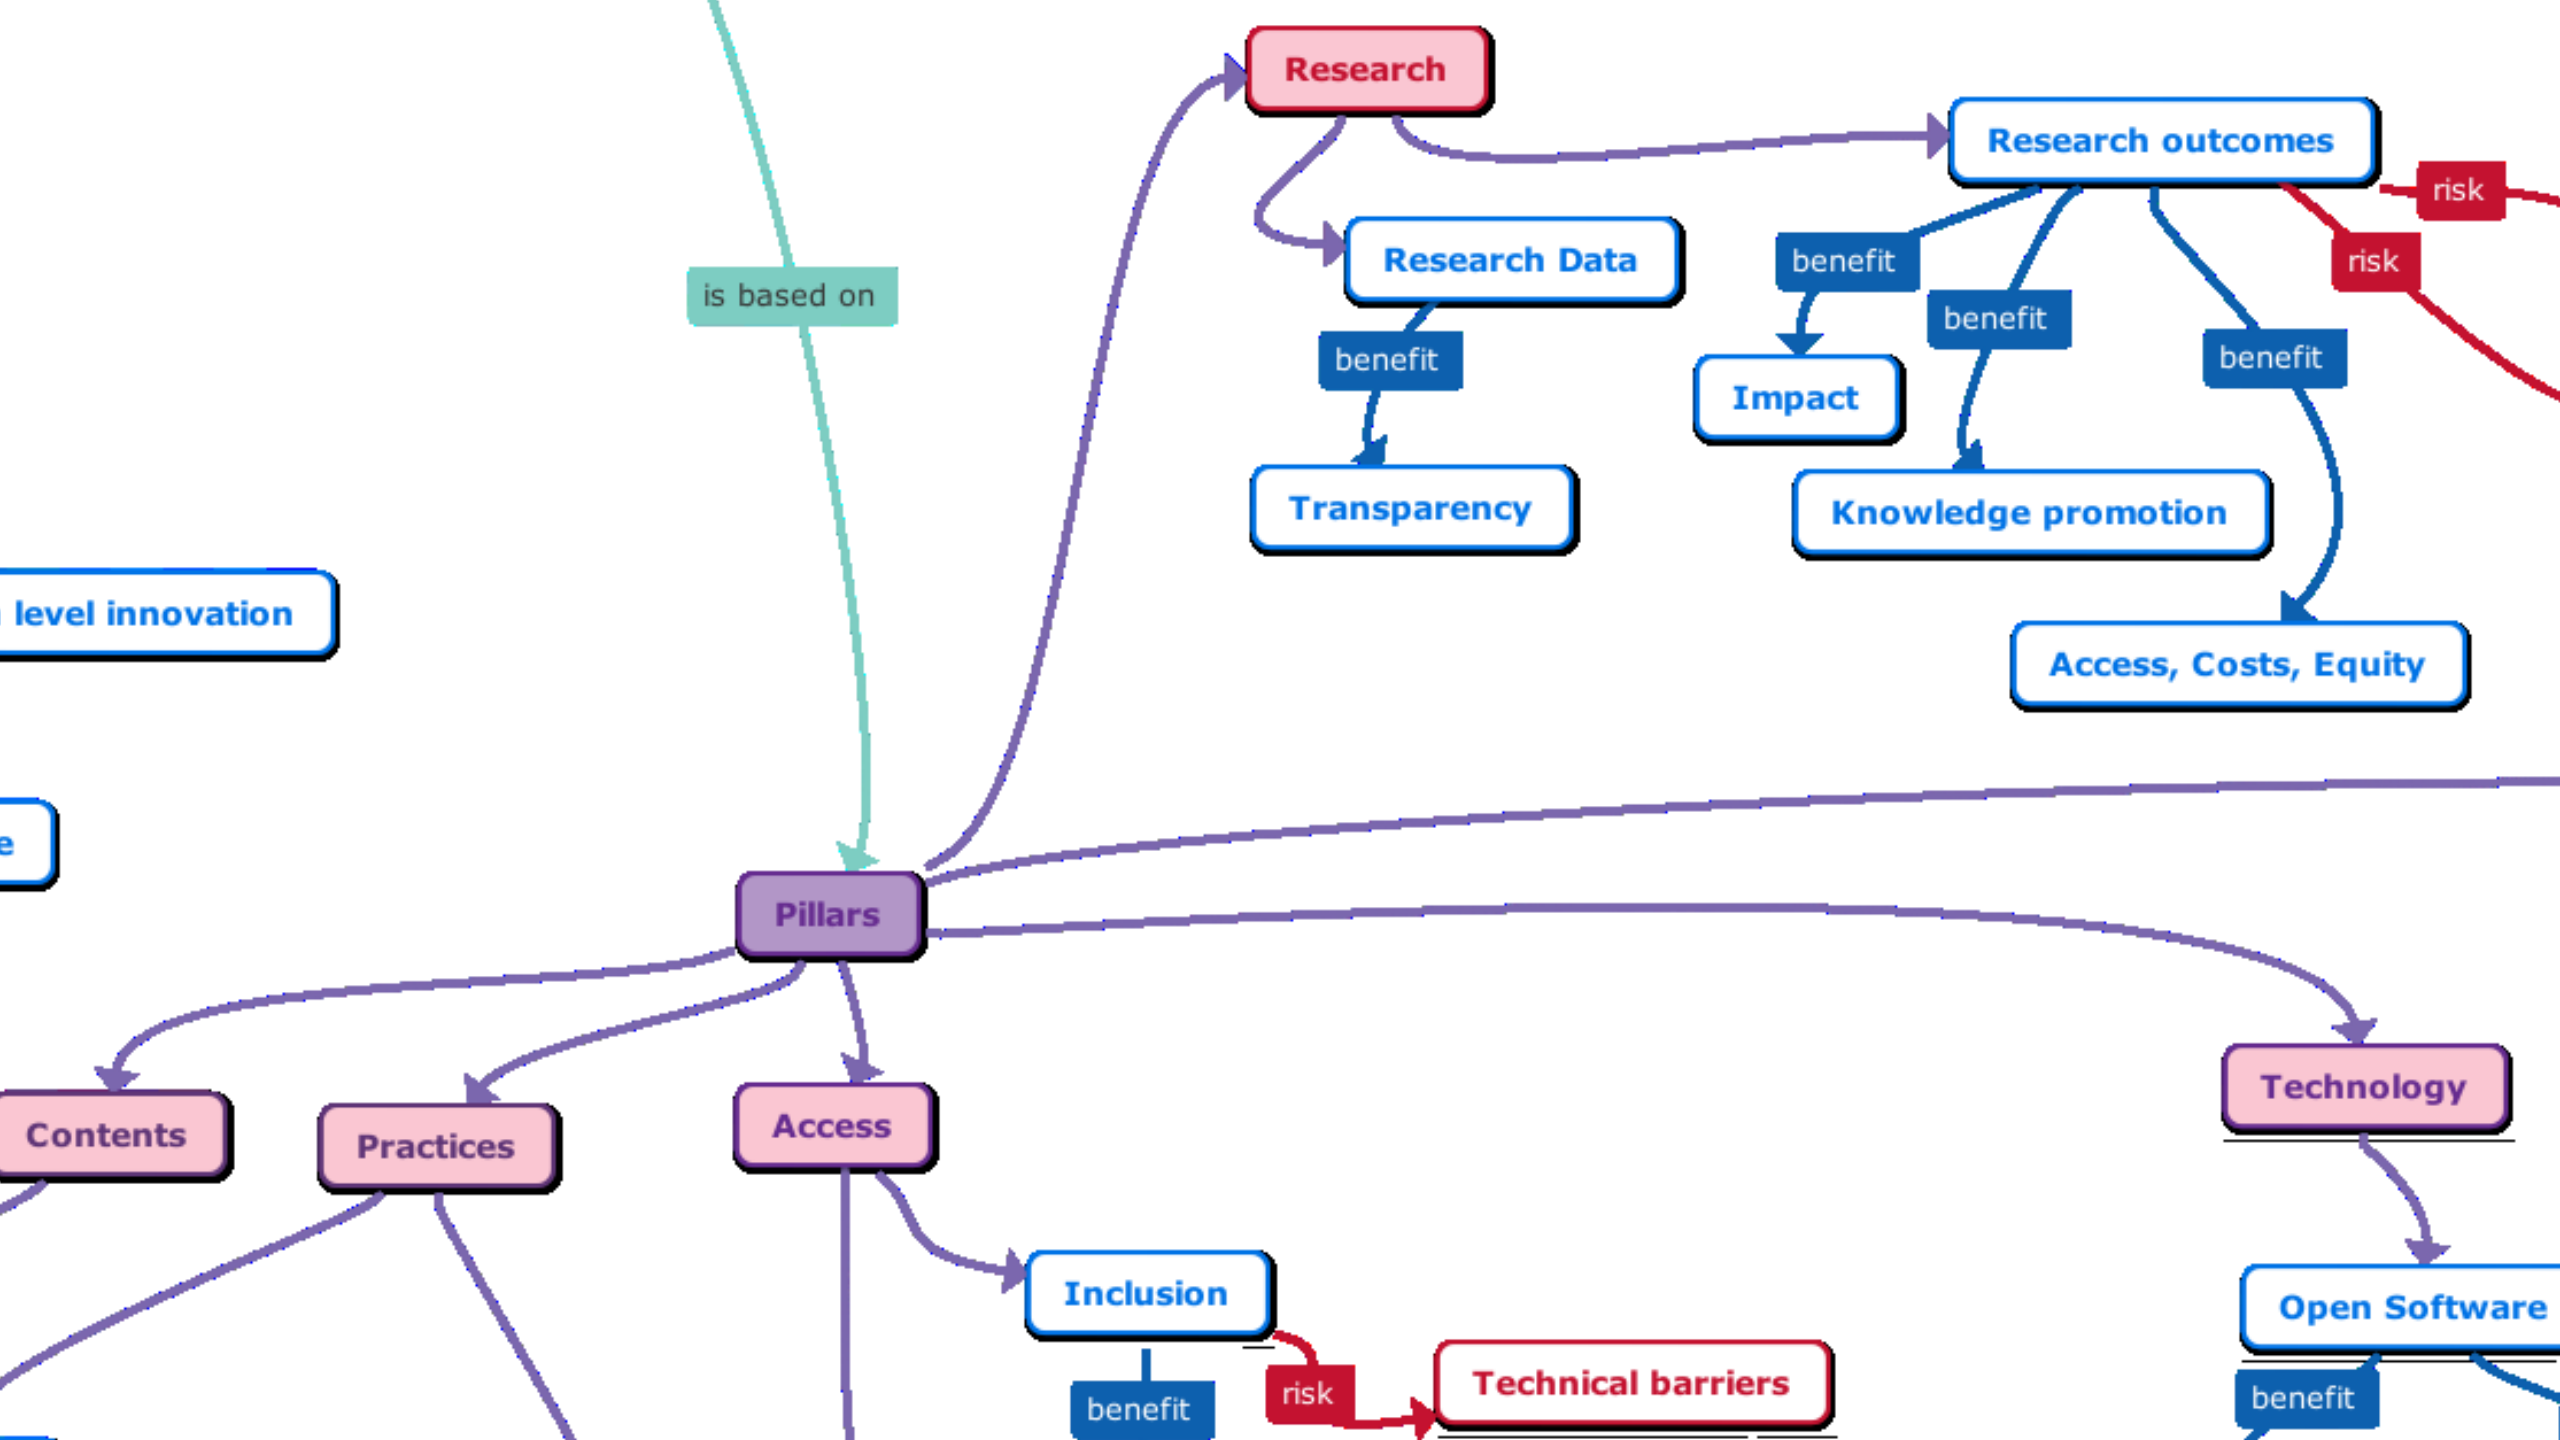 Research
Research outcomes
risk
Research Data
benefit
risk
is based on
benefit
benefit
benefit
Impact
Transparency
Knowledge promotion
level innovation
Access, Costs, Equity
e
Pillars
Technology
Contents
Access
Practices
Inclusion
Open Software
Technical barriers
risk
benefit
benefit